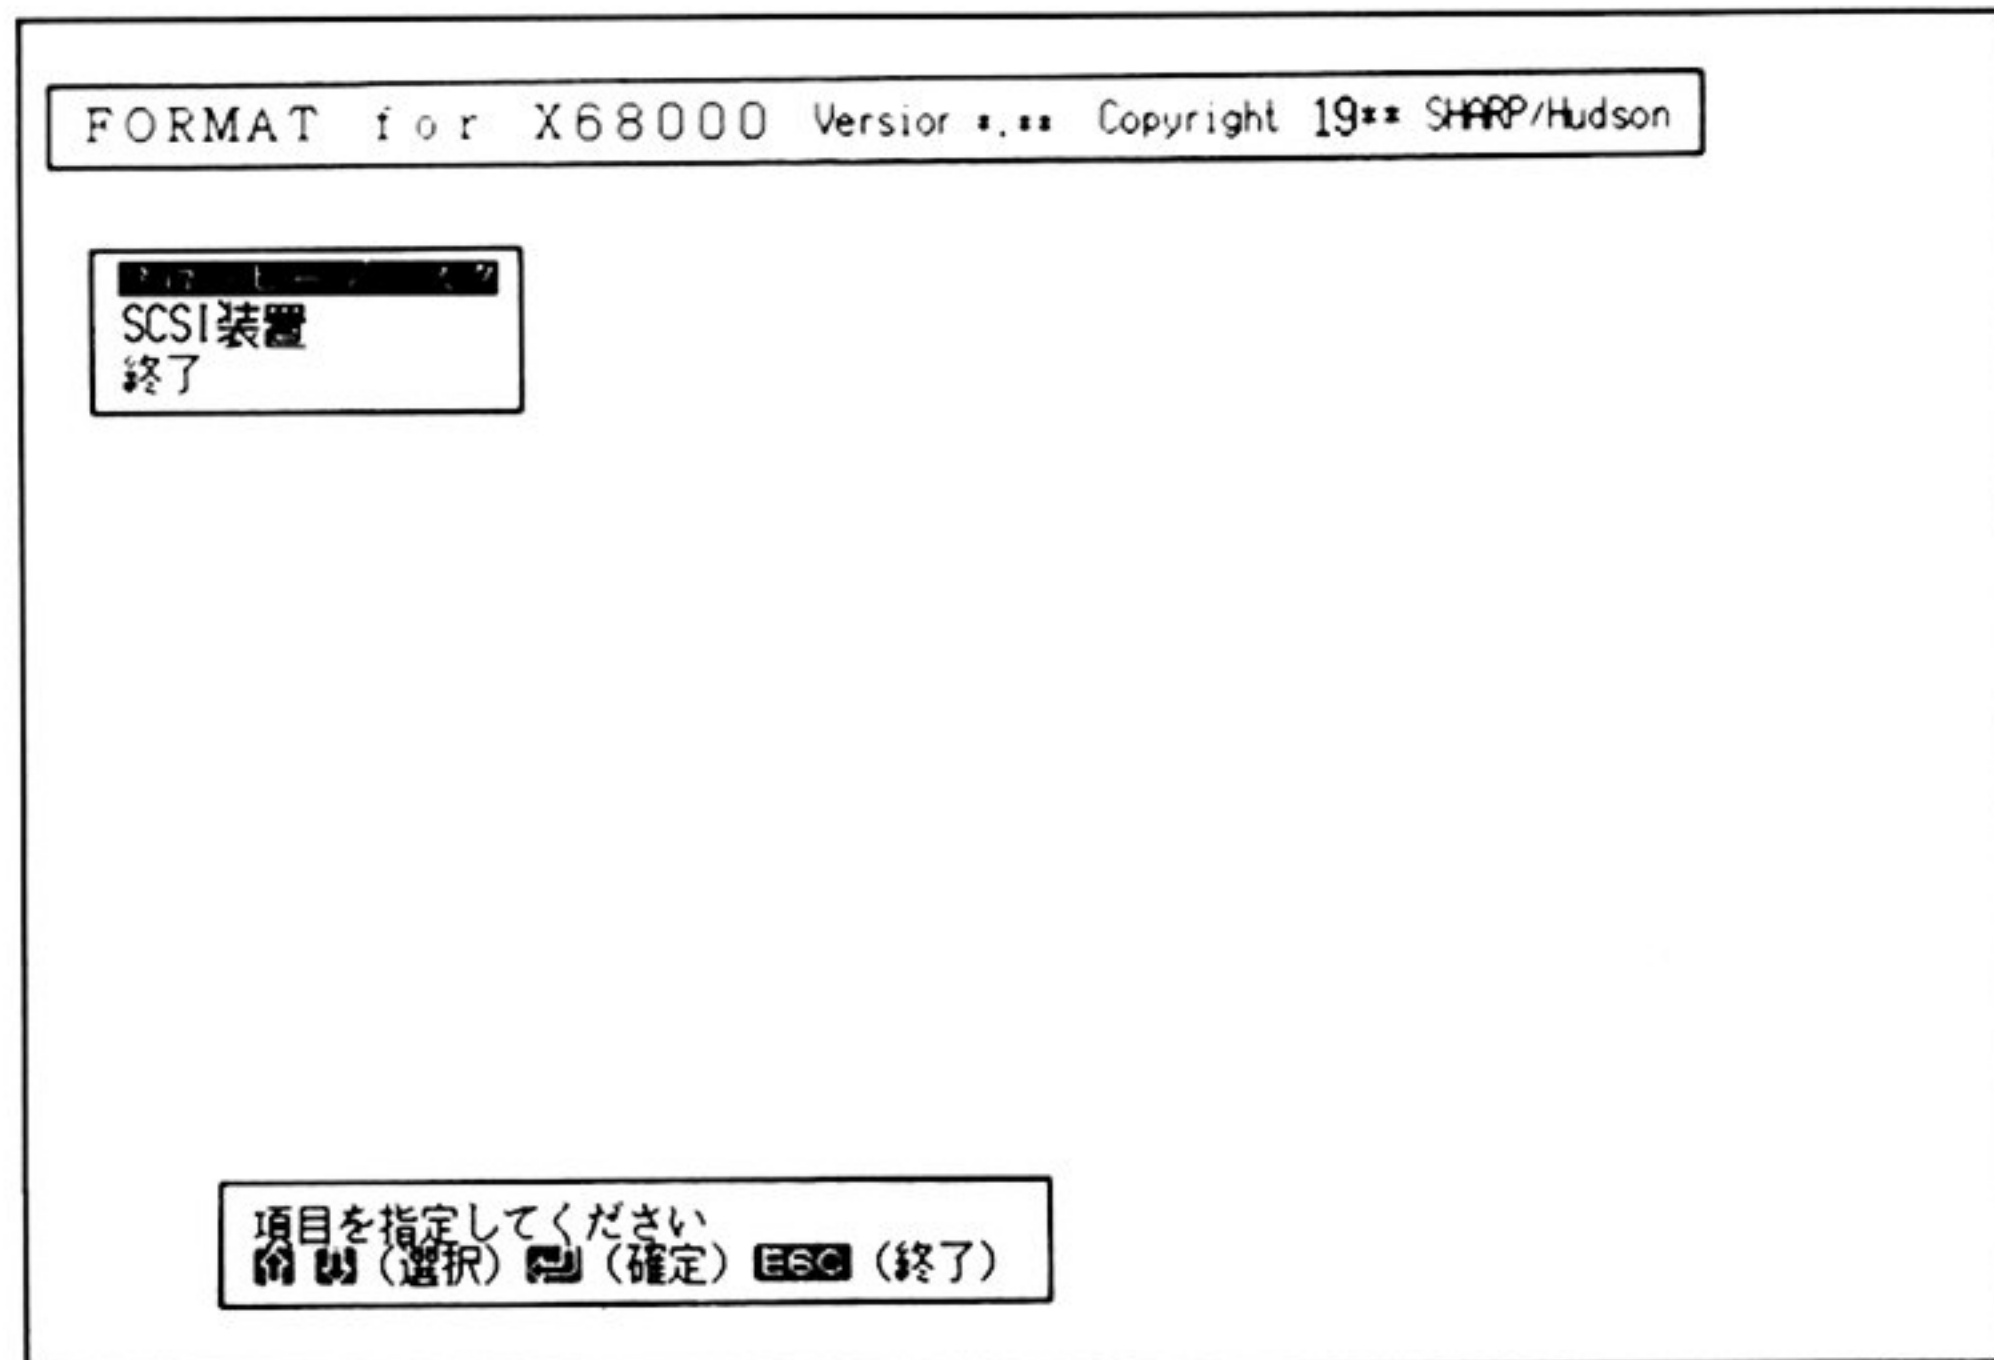 FORMAT for X68000 Version *.** Copyright 19** SHARP/Hudson
SCSI装置
終了
項目を指定してください
↑ ↓ (選択) ↵ (確定) ESC (終了)